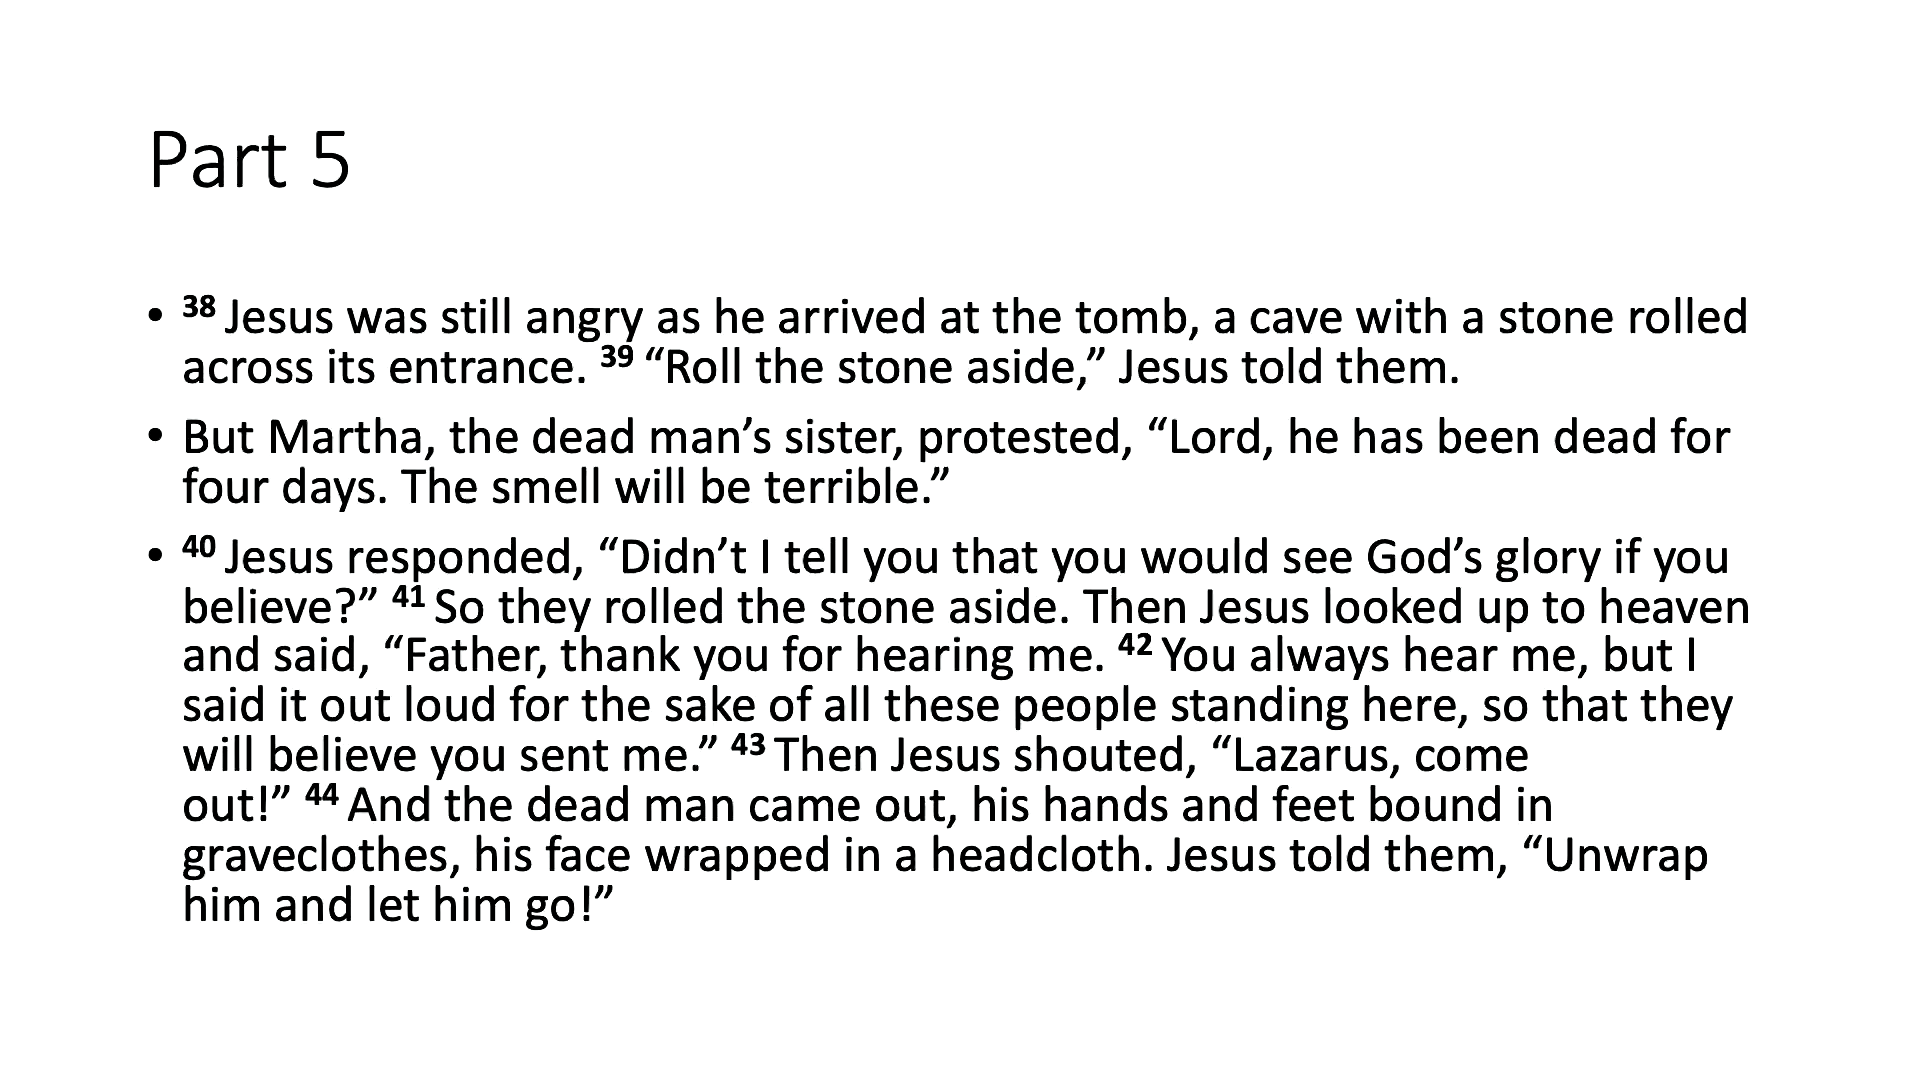 Part 5
• 38 Jesus was still angry as he arrived at the tomb, a cave with a stone rolled
across its entrance. 39 “Roll the stone aside,” Jesus told them.
• But Martha, the dead man’s sister, protested, “Lord, he has been dead for
four days. The smell will be terrible.”
• 40 Jesus responded, “Didn’t I tell you that you would see God’s glory if you
believe?” 41 So they rolled the stone aside. Then Jesus looked up to heaven
and said, “Father, thank you for hearing me. 42 You always hear me, but I
said it out loud for the sake of all these people standing here, so that they
will believe you sent me.” 43 Then Jesus shouted, “Lazarus, come
out!” 44 And the dead man came out, his hands and feet bound in
graveclothes, his face wrapped in a headcloth. Jesus told them, “Unwrap
him and let him go!”